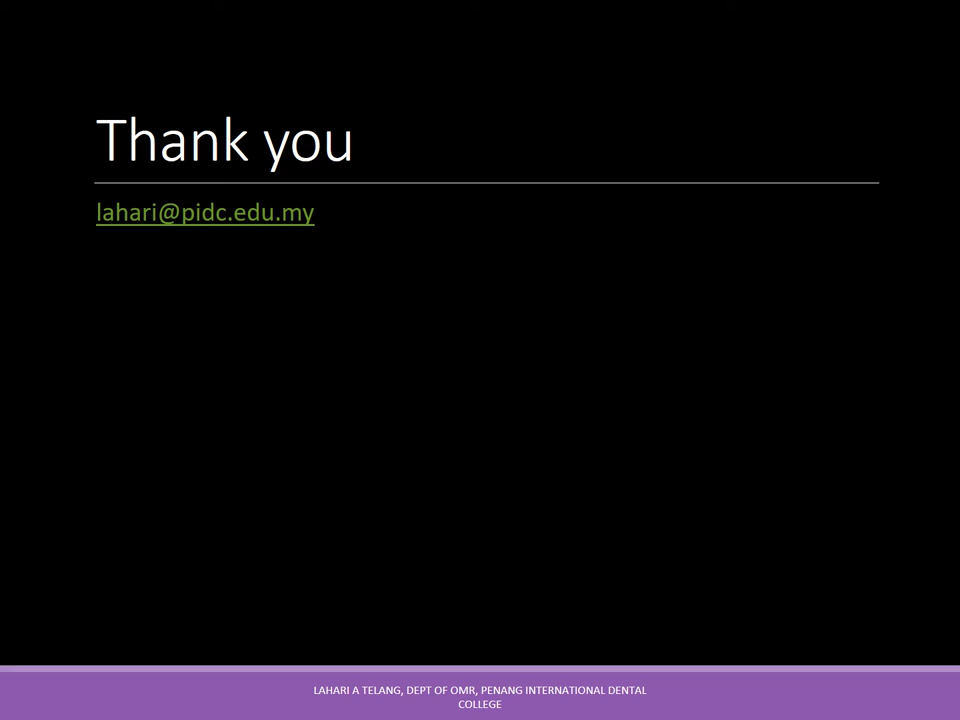 Thank you
lahari@pidc.edu.my
LAHARI A TELANG, DEPT OF OMR, PENANG INTERNATIONAL DENTAL
COLLEGE